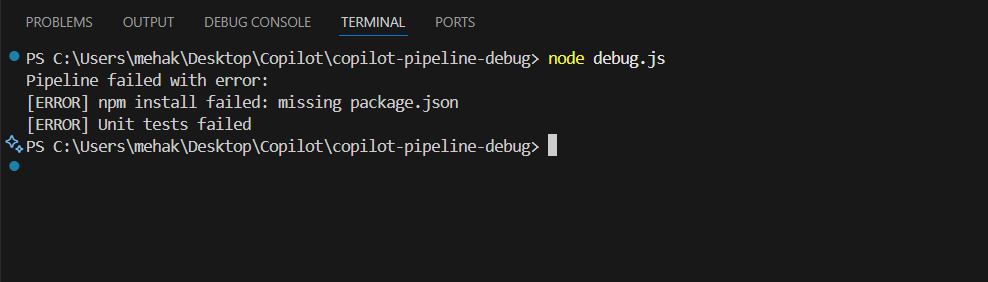 PROBLEMS OUTPUT DEBUG CONSOLE TERMINAL PORTS
PS C:\Users\mehak\Desktop\Copilot\copilot-pipeline-debug> node debug.js
Pipeline failed with error:
[ERROR] npm install failed: missing package.json
[ERROR] Unit tests failed
PS C:\Users\mehak\Desktop\Copilot\copilot-pipeline-debug>